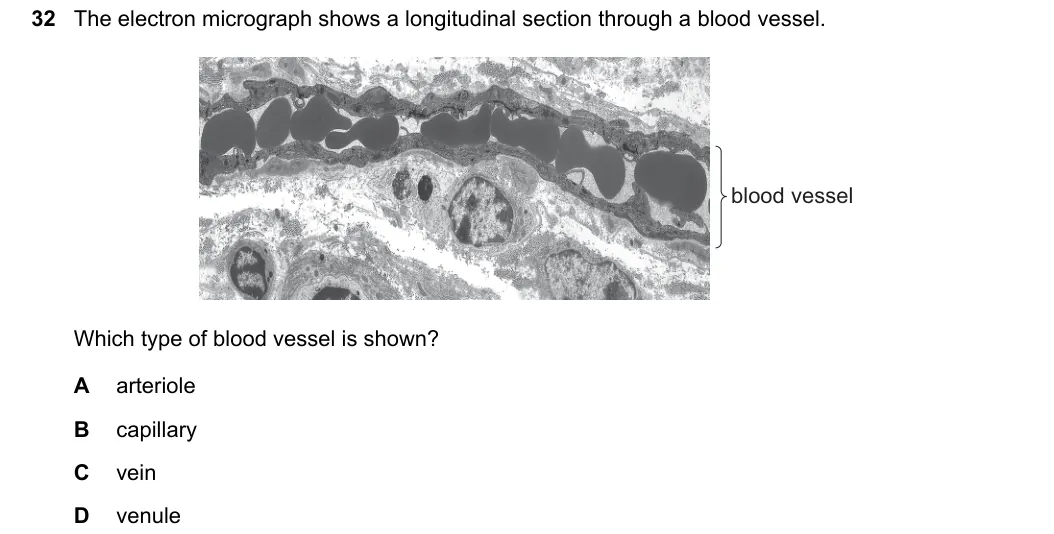 32 The electron micrograph shows a longitudinal section through a blood vessel.
blood vessel
Which type of blood vessel is shown?
A arteriole
B capillary
C vein
D venule